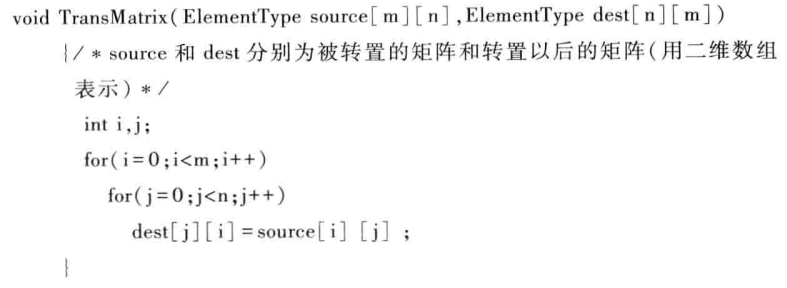 void TransMatrix(ElementType source[m][n],ElementType dest[n][m])
{/*source 和 dest 分别为被转置的矩阵和转置以后的矩阵(用二维数组
表示)*/
int i,j;
for(i=0;i<m;i++)
for(j=0;j<n;j++)
dest[j][i]=source[i] [j] ;
}